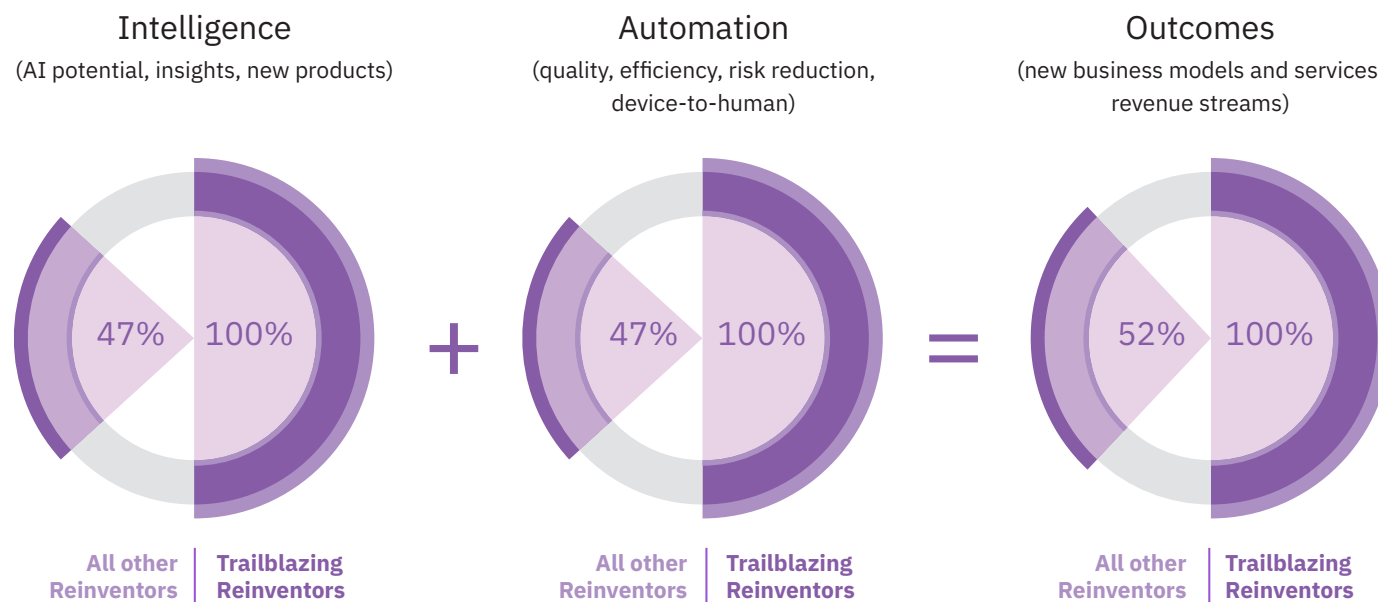 Intelligence
(AI potential, insights, new products)
47%
100%
All other
Reinventors
Trailblazing
Reinventors
+
Automation
(quality, efficiency, risk reduction,
device-to-human)
47%
100%
All other
Reinventors
Trailblazing
Reinventors
=
Outcomes
(new business models and services
revenue streams)
52%
100%
All other
Reinventors
Trailblazing
Reinventors